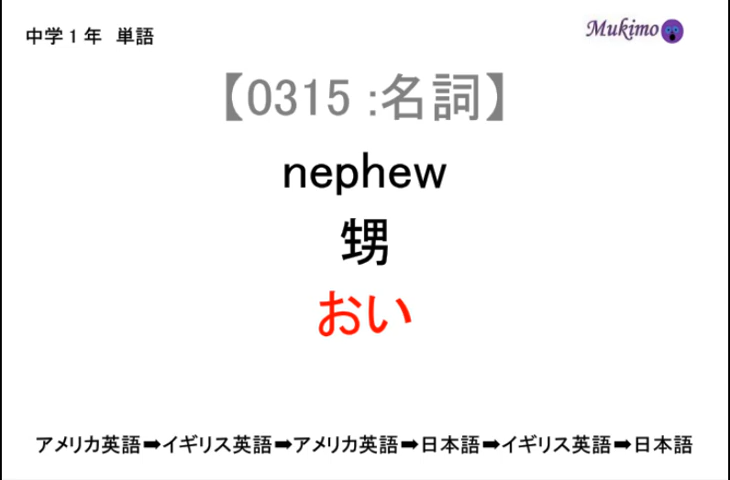 中学1年 単語
Mukimo
【0315 :名詞】
nephew
甥
おい
アメリカ英語➡イギリス英語➡アメリカ英語➡日本語➡イギリス英語➡日本語